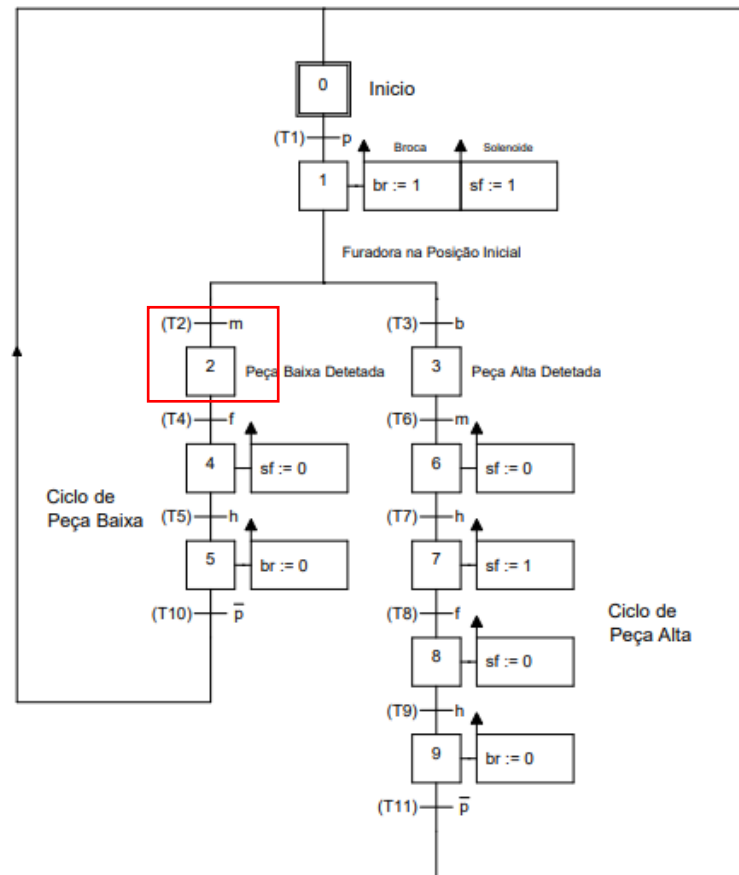 0
Inicio
(T1) p
Broca
Solenoide
1
br := 1
sf := 1
Furadora na Posição Inicial
(T2) m
(T3) b
2
Peça Baixa Detetada
3
Peça Alta Detetada
(T4) f
(T6) m
4
sf := 0
6
sf := 0
Ciclo de
Peça Baixa
(T5) h
(T7) h
5
br := 0
7
sf := 1
(T10) p̅
(T8) f
Ciclo de
Peça Alta
8
sf := 0
(T9) h
9
br := 0
(T11) p̅